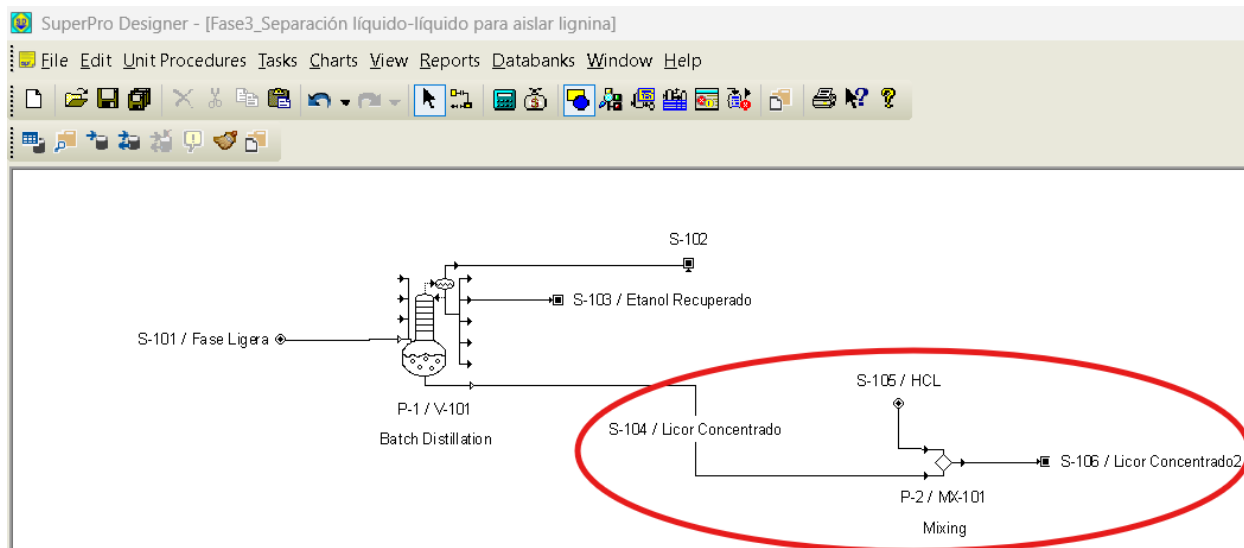 SuperPro Designer - [Fase3_Separación líquido-líquido para aislar lignina]
File Edit Unit Procedures Tasks Charts View Reports Databanks Window Help
S-102
S-103 / Etanol Recuperado
S-101 / Fase Ligera
P-1 / V-101
Batch Distillation
S-105 / HCL
S-104 / Licor Concentrado
S-106 / Licor Concentrado2
P-2 / MX-101
Mixing